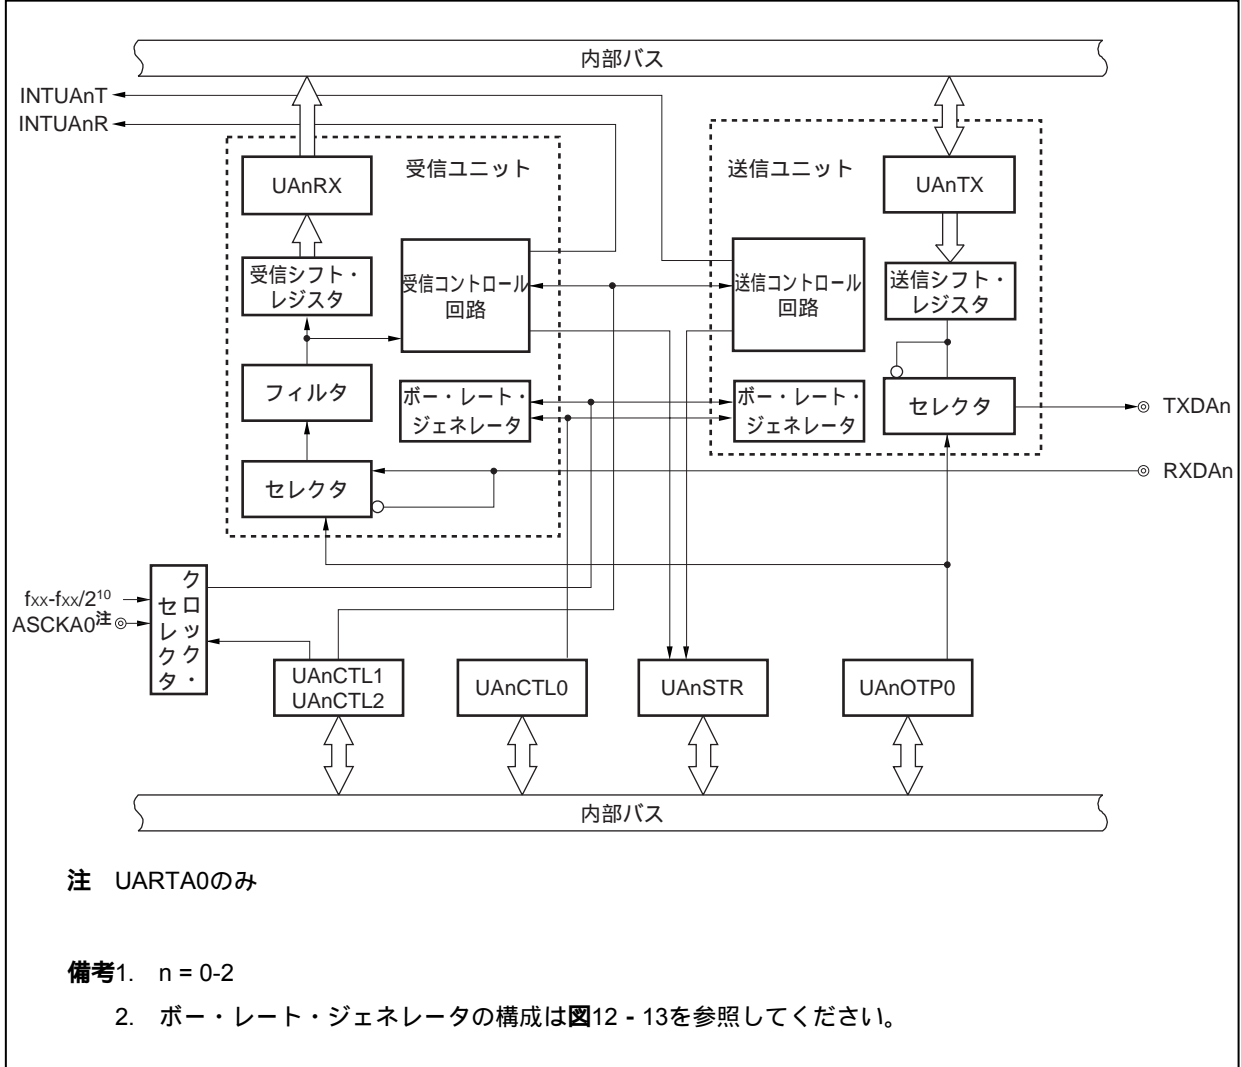 内部バス
INTUAnT
INTUAnR
受信ユニット
送信ユニット
UAnRX
UAnTX
受信シフト・
レジスタ
受信コントロール
回路
送信コントロール
回路
送信シフト・
レジスタ
フィルタ
ボー・レート・
ジェネレータ
ボー・レート・
ジェネレータ
セレクタ
TXDAn
セレクタ
RXDAn
クロック・
セレクタ
fxx-fxx/2¹⁰
ASCKA0注
UAnCTL1
UAnCTL2
UAnCTL0
UAnSTR
UAnOTP0
内部バス
注 UARTA0のみ
備考1. n = 0-2
2. ボー・レート・ジェネレータの構成は図12-13を参照してください。